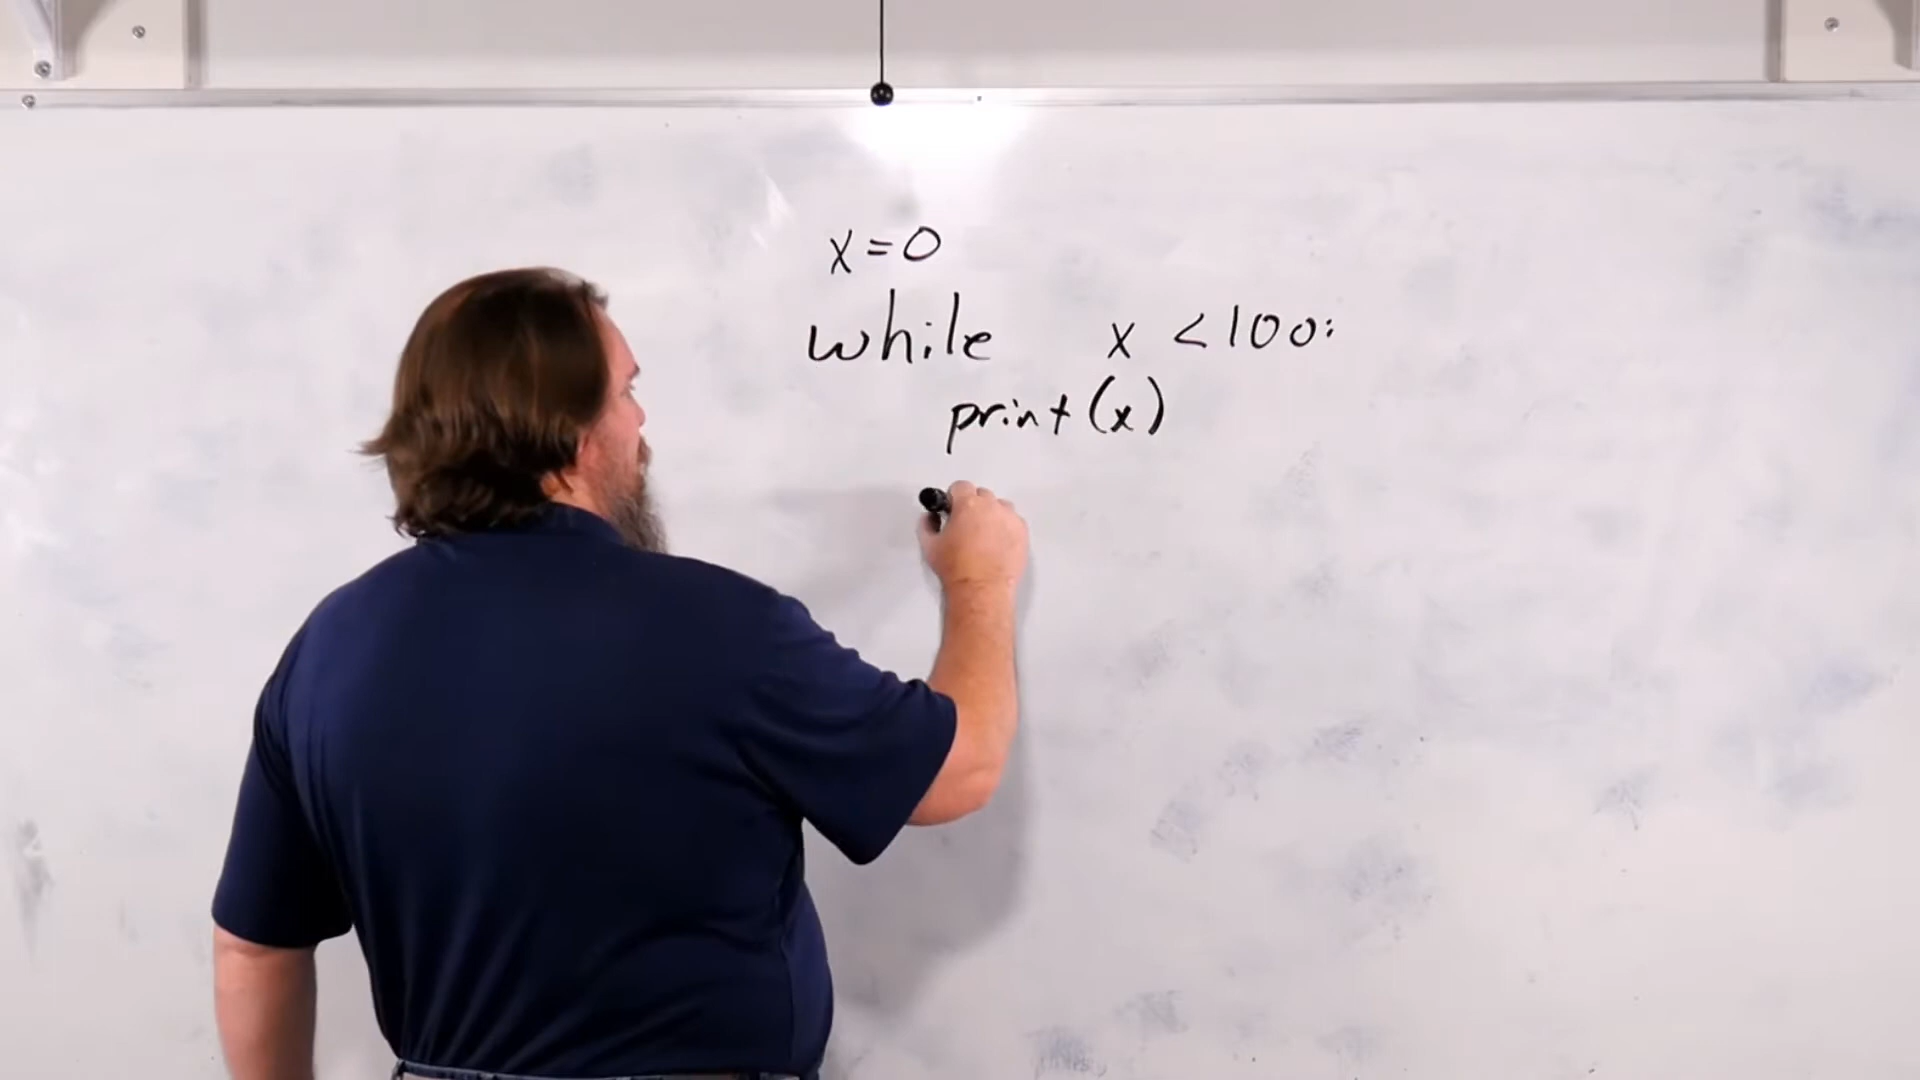 x=0
while x <100:
print(x)